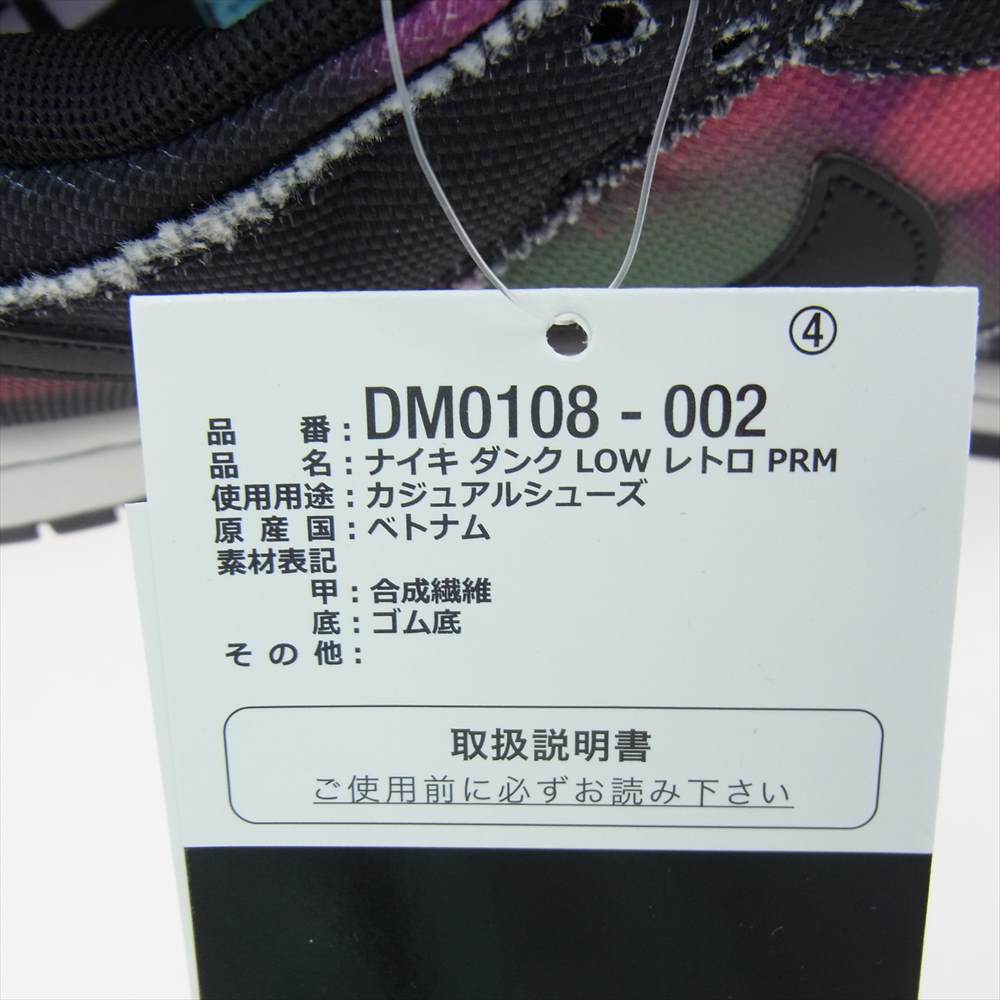 ④
品 番 : DM0108 - 002
品 名 : ナイキ ダンク LOW レトロ PRM
使用用途 : カジュアルシューズ
原 産 国 : ベトナム
素材表記
甲 : 合成繊維
底 : ゴム底
そ の 他 :
取扱説明書
ご使用前に必ずお読み下さい